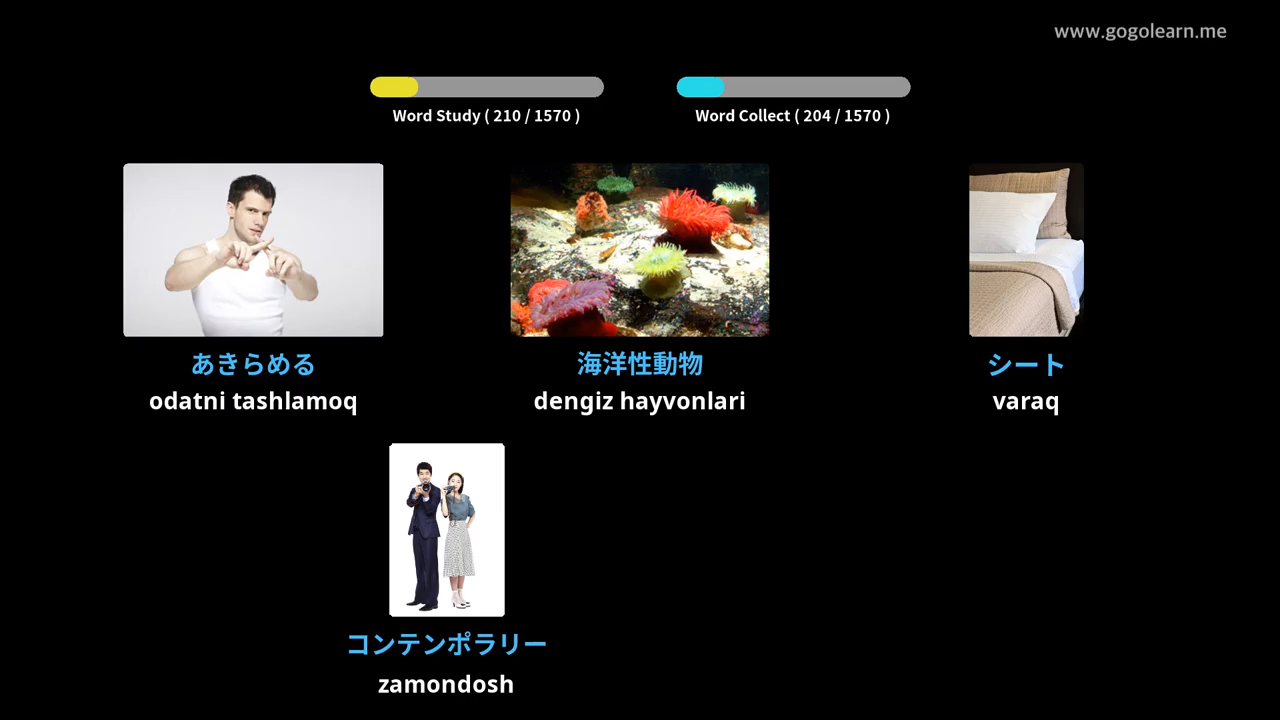 www.gogolearn.me
Word Study ( 210 / 1570 )
Word Collect ( 204 / 1570 )
あきらめる
odatni tashlamoq
海洋性動物
dengiz hayvonlari
シート
varaq
コンテンポラリー
zamondosh